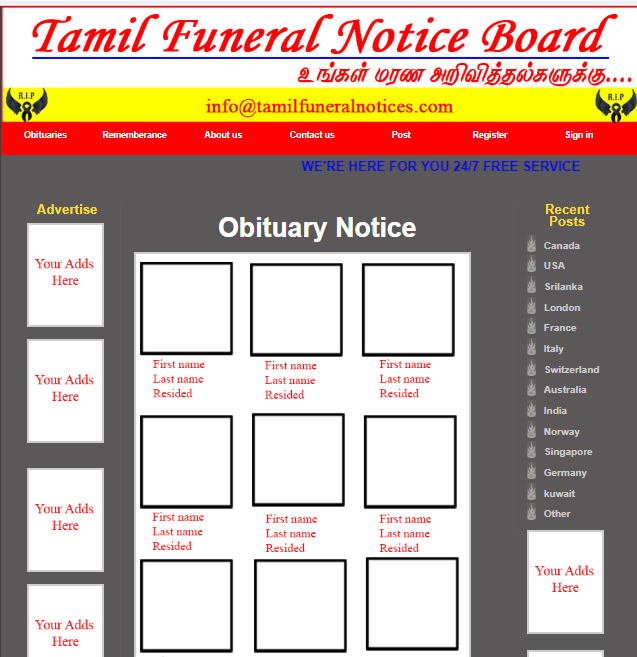 Tamil Funeral Notice Board
உங்கள் மரண அறிவித்தல்களுக்கு....
R.I.P
info@tamilfuneralnotices.com
R.I.P
Obituaries Rememberance About us Contact us Post Register Sign in
WE'RE HERE FOR YOU 24/7 FREE SERVICE
Advertise
Your Adds
Here
Your Adds
Here
Your Adds
Here
Your Adds
Here
Obituary Notice
First name
Last name
Resided
First name
Last name
Resided
First name
Last name
Resided
First name
Last name
Resided
First name
Last name
Resided
First name
Last name
Resided
Recent
Posts
Canada
USA
Srilanka
London
France
Italy
Switzerland
Australia
India
Norway
Singapore
Germany
kuwait
Other
Your Adds
Here